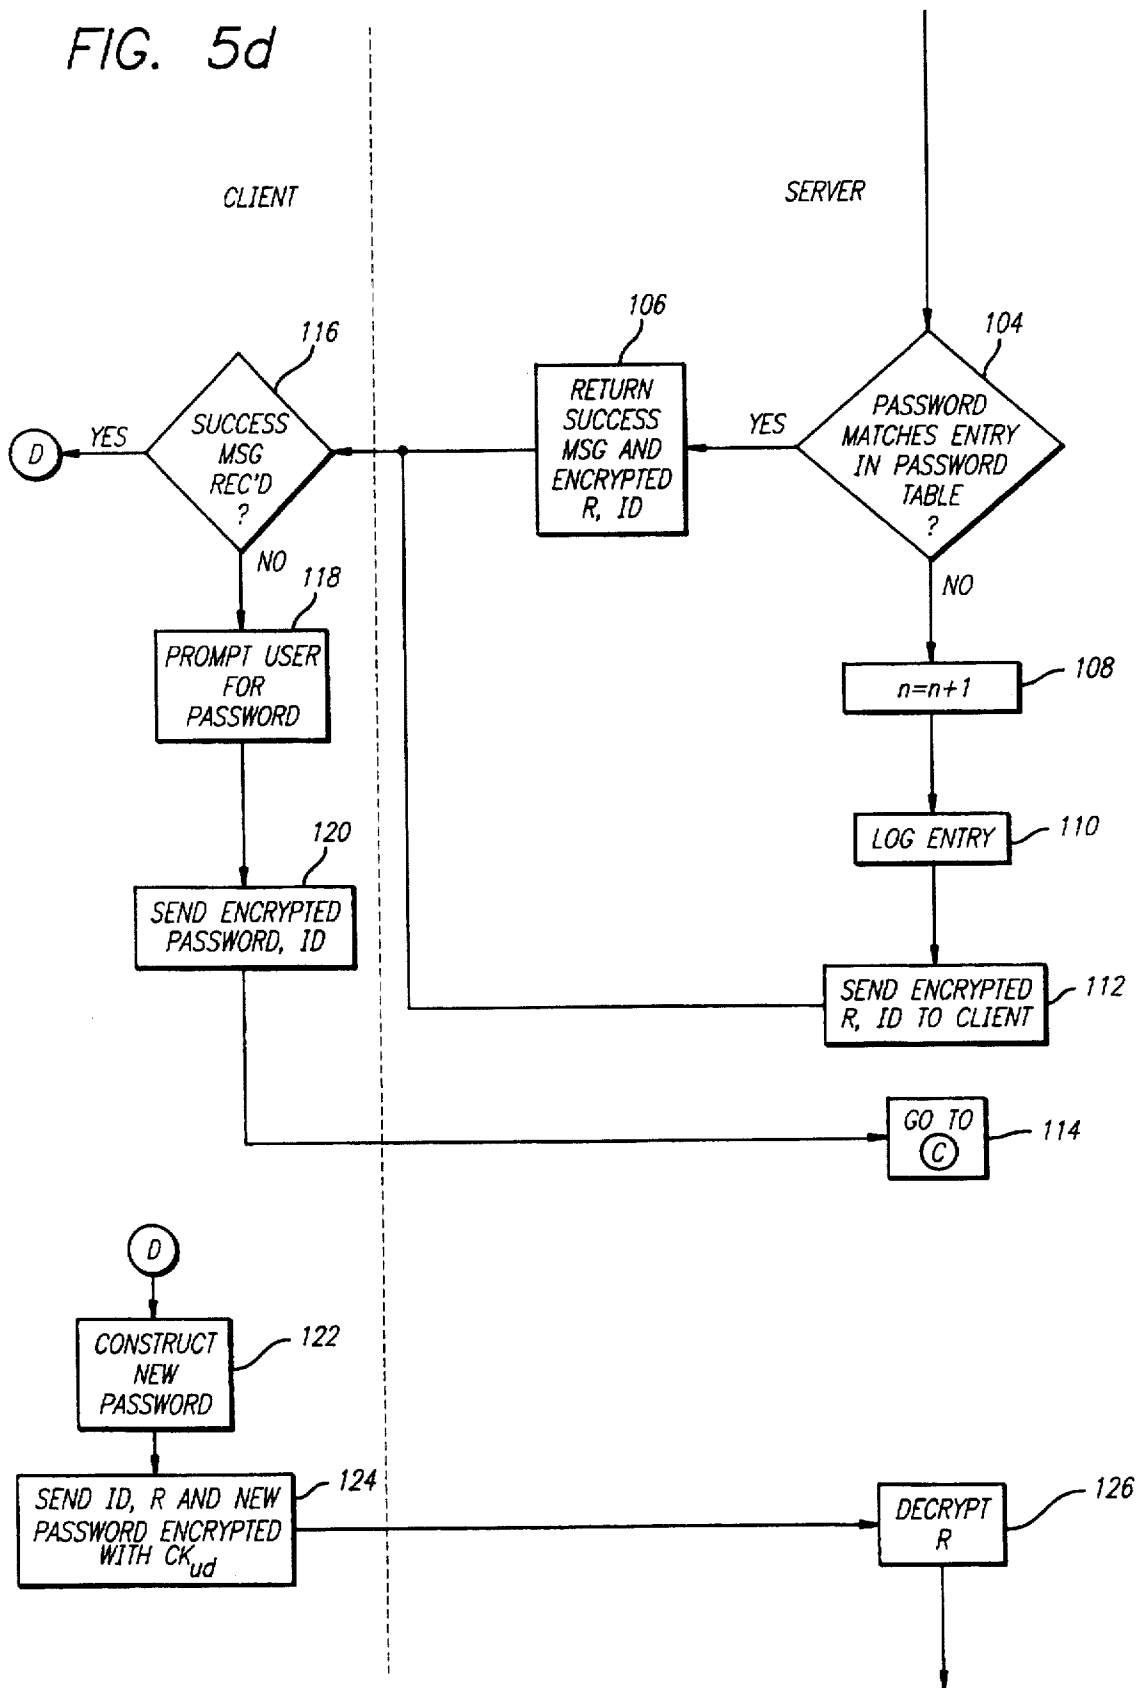 FIG. 5d
CLIENT
SERVER
116
106
104
SUCCESS
MSG
REC'D
?
YES
D
NO
RETURN
SUCCESS
MSG AND
ENCRYPTED
R, ID
YES
PASSWORD
MATCHES ENTRY
IN PASSWORD
TABLE
?
NO
118
PROMPT USER
FOR
PASSWORD
n=n+1
108
120
SEND ENCRYPTED
PASSWORD, ID
LOG ENTRY
110
SEND ENCRYPTED
R, ID TO CLIENT
112
GO TO
C
114
D
CONSTRUCT
NEW
PASSWORD
122
SEND ID, R AND NEW
PASSWORD ENCRYPTED
WITH CKud
124
DECRYPT
R
126